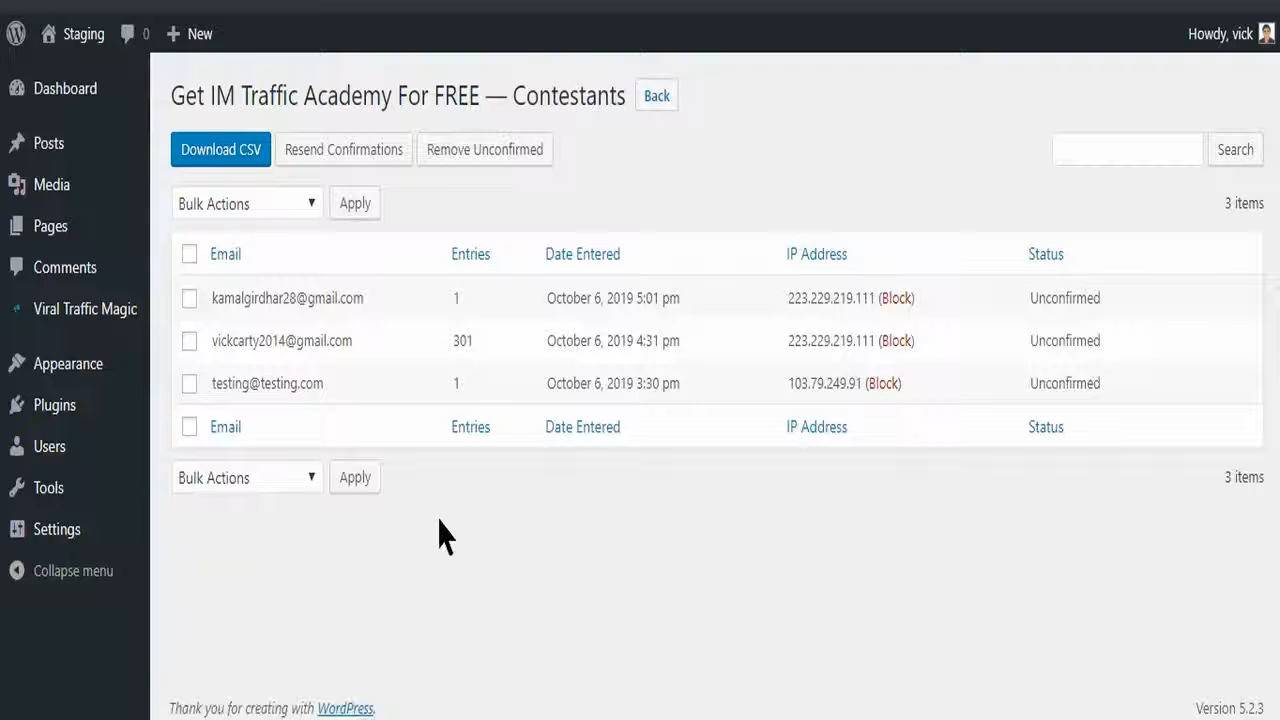 Staging 0 New Howdy, vick
Dashboard
Posts
Media
Pages
Comments
Viral Traffic Magic
Appearance
Plugins
Users
Tools
Settings
Collapse menu
Get IM Traffic Academy For FREE — Contestants Back
Download CSV Resend Confirmations Remove Unconfirmed Search
Bulk Actions Apply 3 items
Email Entries Date Entered IP Address Status
kamalgirdhar28@gmail.com 1 October 6, 2019 5:01 pm 223.229.219.111 (Block) Unconfirmed
vickcarty2014@gmail.com 301 October 6, 2019 4:31 pm 223.229.219.111 (Block) Unconfirmed
testing@testing.com 1 October 6, 2019 3:30 pm 103.79.249.91 (Block) Unconfirmed
Email Entries Date Entered IP Address Status
Bulk Actions Apply 3 items
Thank you for creating with WordPress. Version 5.2.3